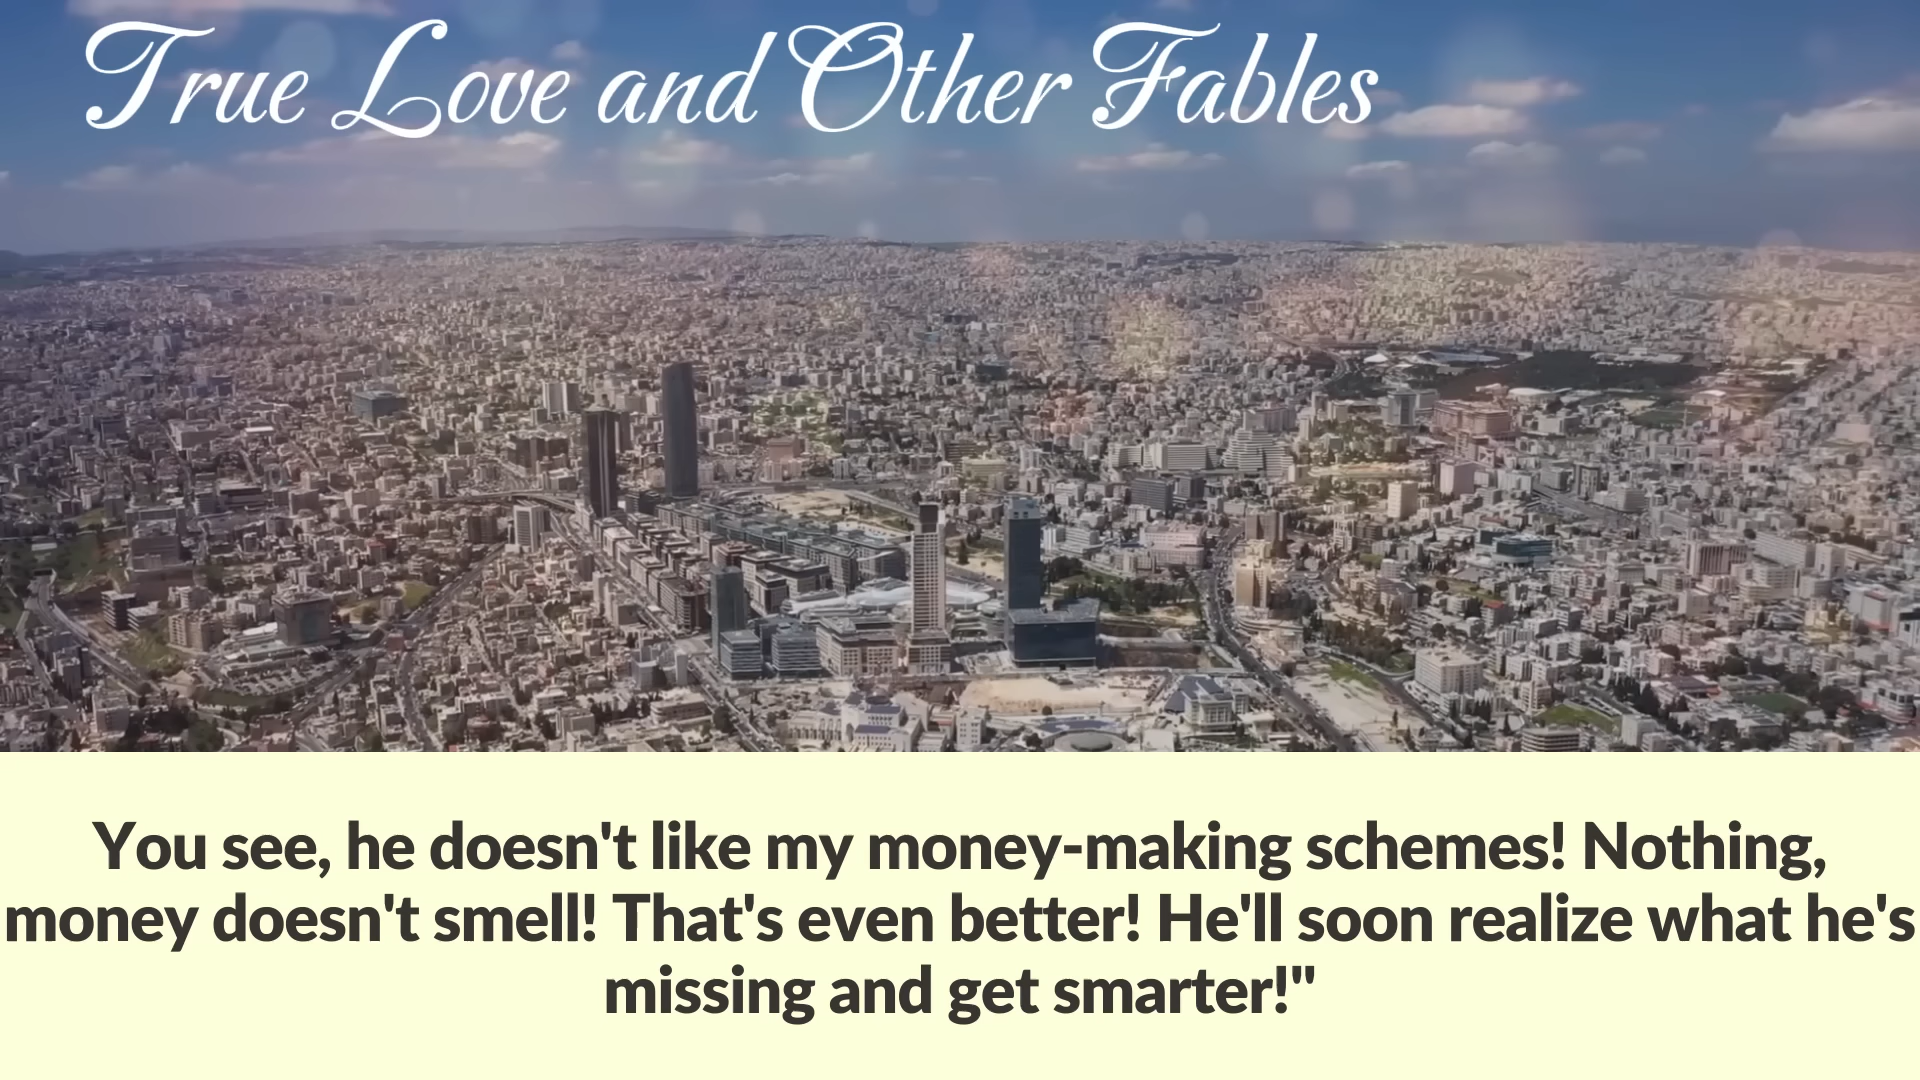 True Love and Other Fables
You see, he doesn't like my money-making schemes! Nothing,
money doesn't smell! That's even better! He'll soon realize what he's
missing and get smarter!"